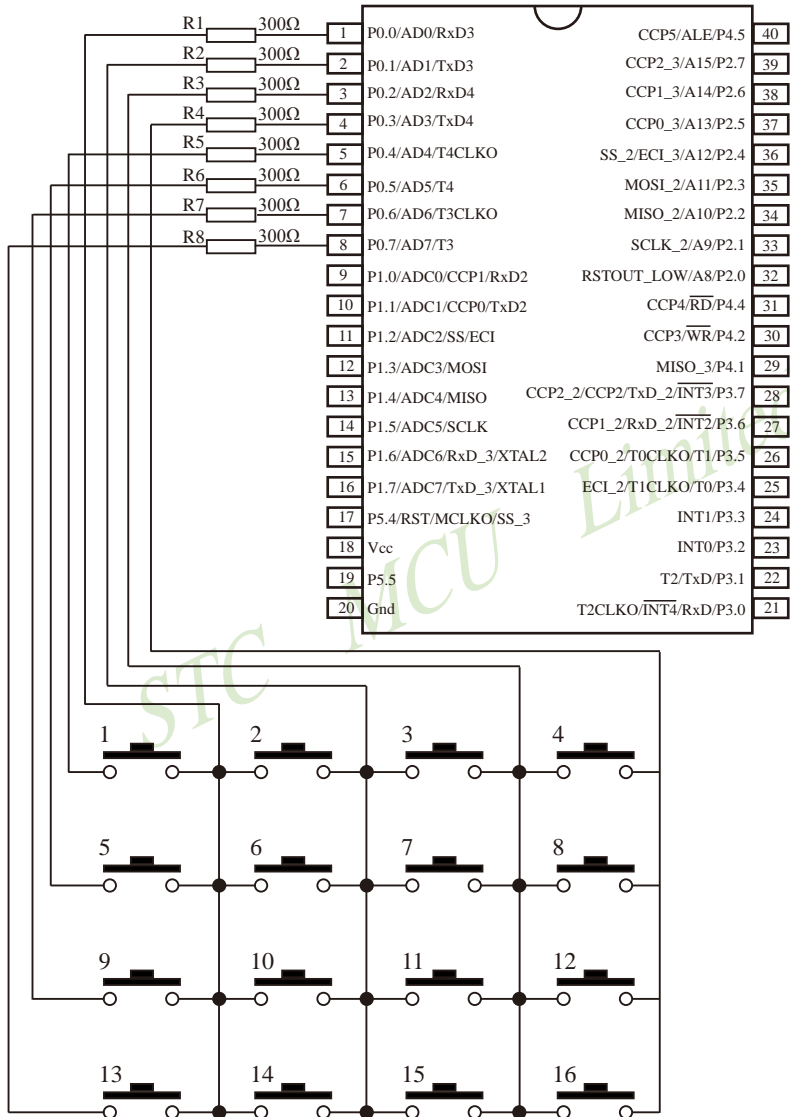 R1 300Ω 1 P0.0/AD0/RxD3 CCP5/ALE/P4.5 40
R2 300Ω 2 P0.1/AD1/TxD3 CCP2_3/A15/P2.7 39
R3 300Ω 3 P0.2/AD2/RxD4 CCP1_3/A14/P2.6 38
R4 300Ω 4 P0.3/AD3/TxD4 CCP0_3/A13/P2.5 37
R5 300Ω 5 P0.4/AD4/T4CLKO SS_2/ECI_3/A12/P2.4 36
R6 300Ω 6 P0.5/AD5/T4 MOSI_2/A11/P2.3 35
R7 300Ω 7 P0.6/AD6/T3CLKO MISO_2/A10/P2.2 34
R8 300Ω 8 P0.7/AD7/T3 SCLK_2/A9/P2.1 33
9 P1.0/ADC0/CCP1/RxD2 RSTOUT_LOW/A8/P2.0 32
10 P1.1/ADC1/CCP0/TxD2 CCP4/RD/P4.4 31
11 P1.2/ADC2/SS/ECI CCP3/WR/P4.2 30
12 P1.3/ADC3/MOSI MISO_3/P4.1 29
13 P1.4/ADC4/MISO CCP2_2/CCP2/TxD_2/INT3/P3.7 28
14 P1.5/ADC5/SCLK CCP1_2/RxD_2/INT2/P3.6 27
15 P1.6/ADC6/RxD_3/XTAL2 CCP0_2/T0CLKO/T1/P3.5 26
16 P1.7/ADC7/TxD_3/XTAL1 ECI_2/T1CLKO/T0/P3.4 25
17 P5.4/RST/MCLKO/SS_3 INT1/P3.3 24
18 Vcc INT0/P3.2 23
19 P5.5 T2/TxD/P3.1 22
20 Gnd T2CLKO/INT4/RxD/P3.0 21
STC MCU Limited
1 2 3 4
5 6 7 8
9 10 11 12
13 14 15 16